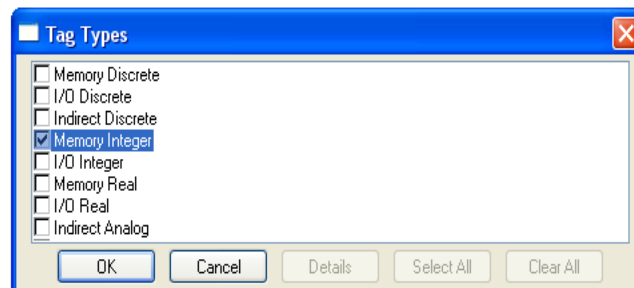 Tag Types
Memory Discrete
I/O Discrete
Indirect Discrete
Memory Integer
I/O Integer
Memory Real
I/O Real
Indirect Analog
OK Cancel Details Select All Clear All